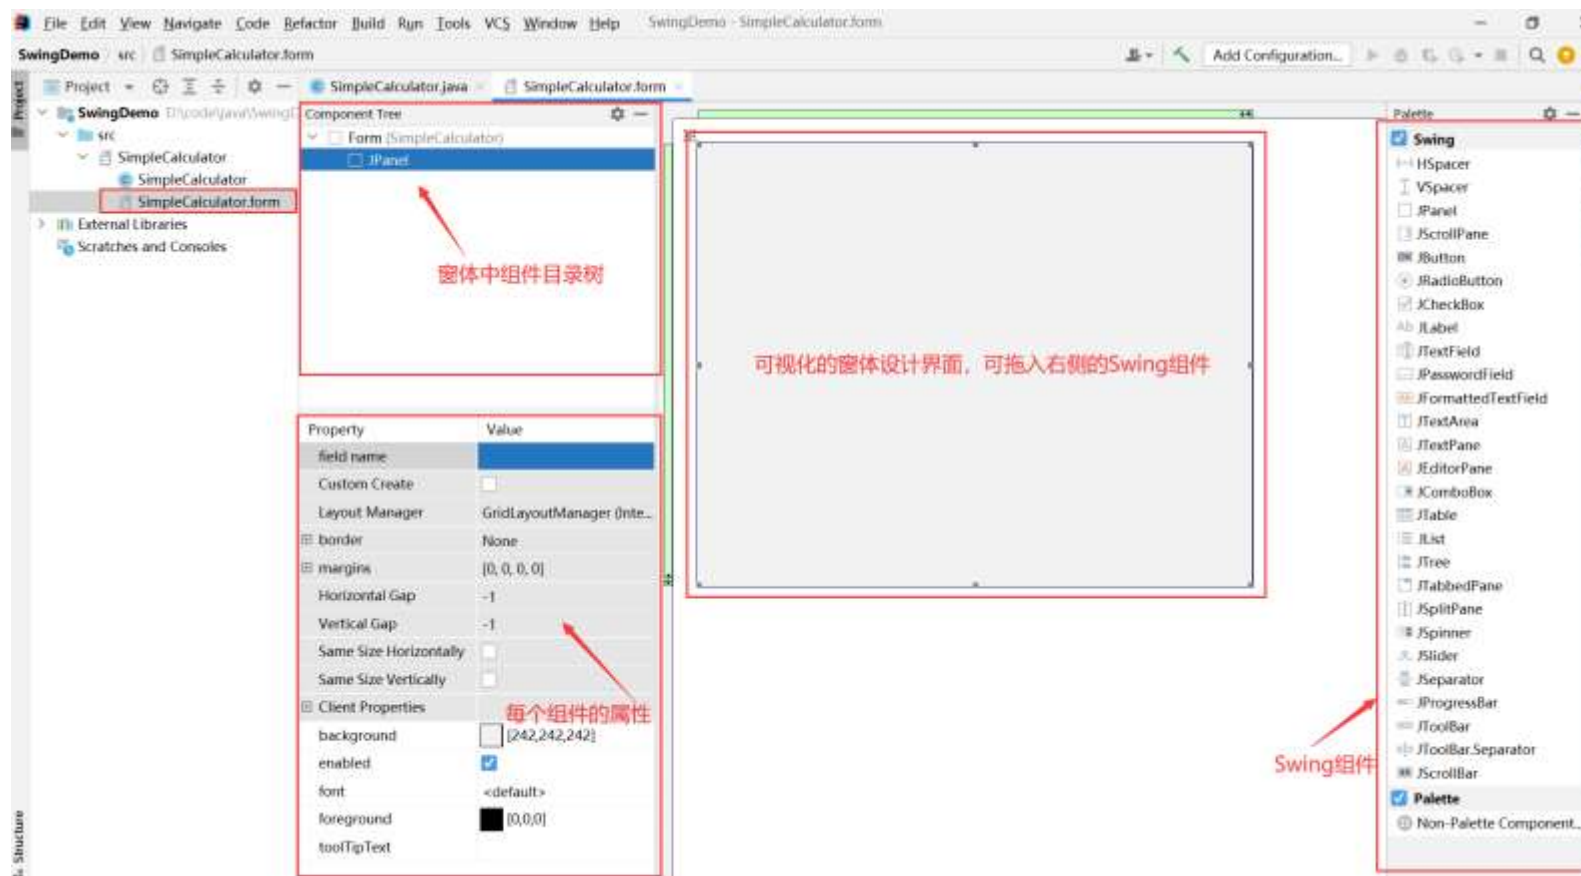 File Edit View Navigate Code Refactor Build Run Tools VCS Window Help SwingDemo - SimpleCalculator.form
SwingDemo src SimpleCalculator.form Add Configuration...
Project
Project
SimpleCalculator.java
SimpleCalculator.form
SwingDemo
src
SimpleCalculator
SimpleCalculator
SimpleCalculator.form
External Libraries
Scratches and Consoles
Component Tree
Form (SimpleCalculator)
JPanel
窗体中组件目录树
Property Value
field name
Custom Create
Layout Manager GridLayoutManager (Inte...
border None
margins [0, 0, 0, 0]
Horizontal Gap -1
Vertical Gap -1
Same Size Horizontally
Same Size Vertically
Client Properties
每个组件的属性
background [242,242,242]
enabled
font <default>
foreground [0,0,0]
toolTipText
可视化的窗体设计界面，可拖入右侧的Swing组件
Swing组件
Palette
Swing
HSpacer
VSpacer
JPanel
JScrollPane
JButton
JRadioButton
JCheckBox
JLabel
JTextField
JPasswordField
JFormattedTextField
JTextArea
JTextPane
JEditorPane
JComboBox
JTable
JList
JTree
JTabbedPane
JSplitPane
JSpinner
JSlider
JSeparator
JProgressBar
JToolBar
JToolBar.Separator
JScrollBar
Palette
Non-Palette Component...
Structure